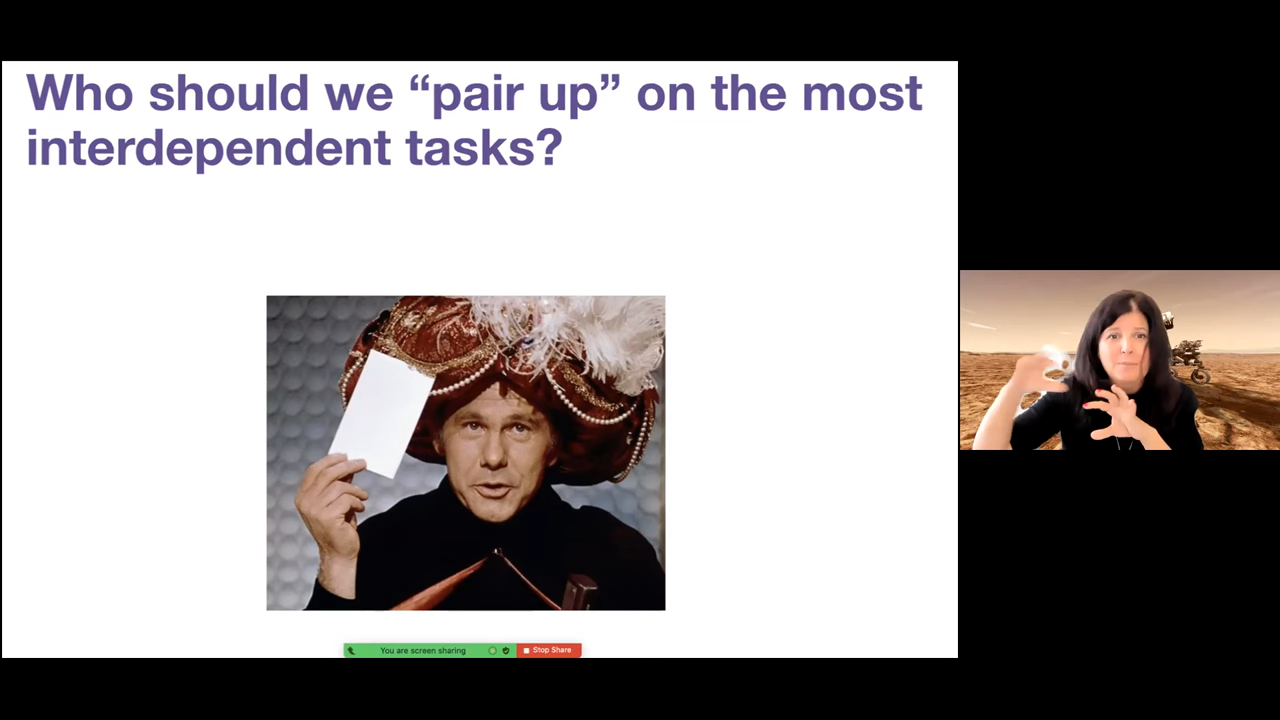 Who should we “pair up” on the most
interdependent tasks?
You are screen sharing
Stop Share